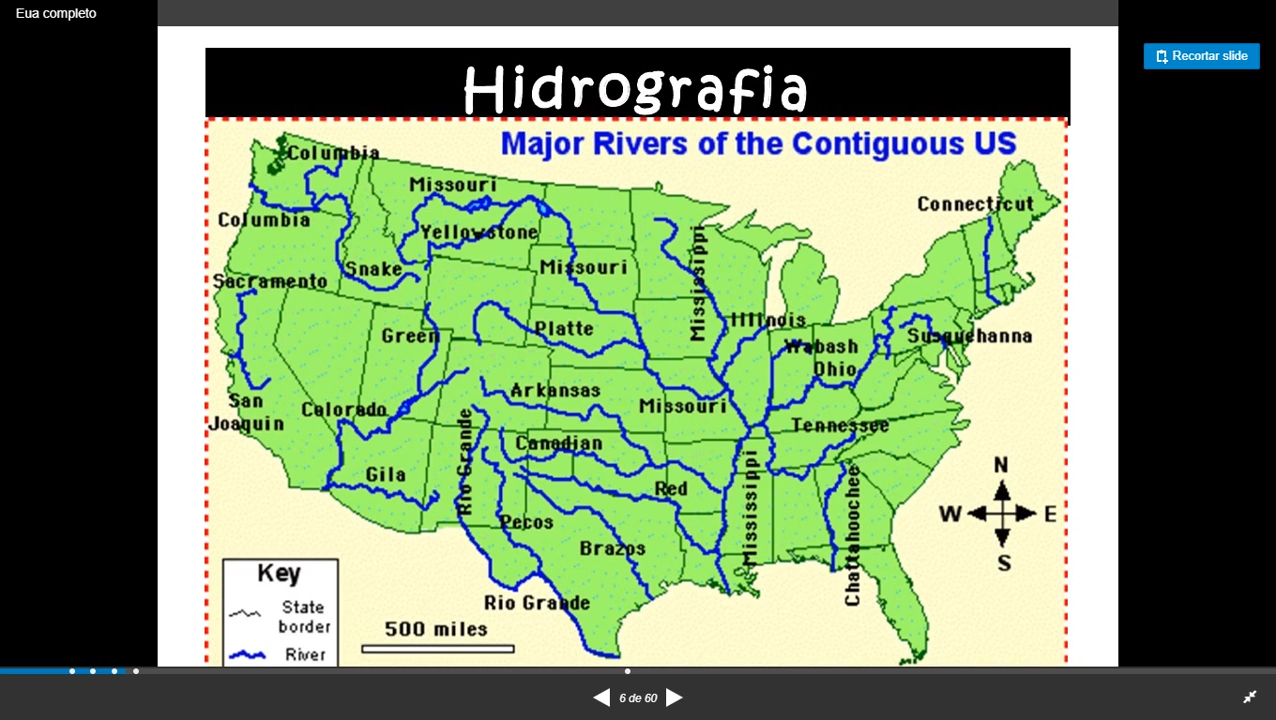 Eua completo
Recortar slide
Hidrografia
Major Rivers of the Contiguous US
Columbia
Missouri
Connecticut
Columbia
Yellowstone
Mississippi
Snake
Missouri
Sacramento
Illinois
Platte
Green
Susquehanna
Wabash
Ohio
Arkansas
San
Joaquin
Colorado
Missouri
Tennessee
Rio Grande
Canadian
Gila
Red
Mississippi
Chattahoochee
Pecos
Brazos
Rio Grande
N
W
E
S
Key
State
border
River
500 miles
6 de 60